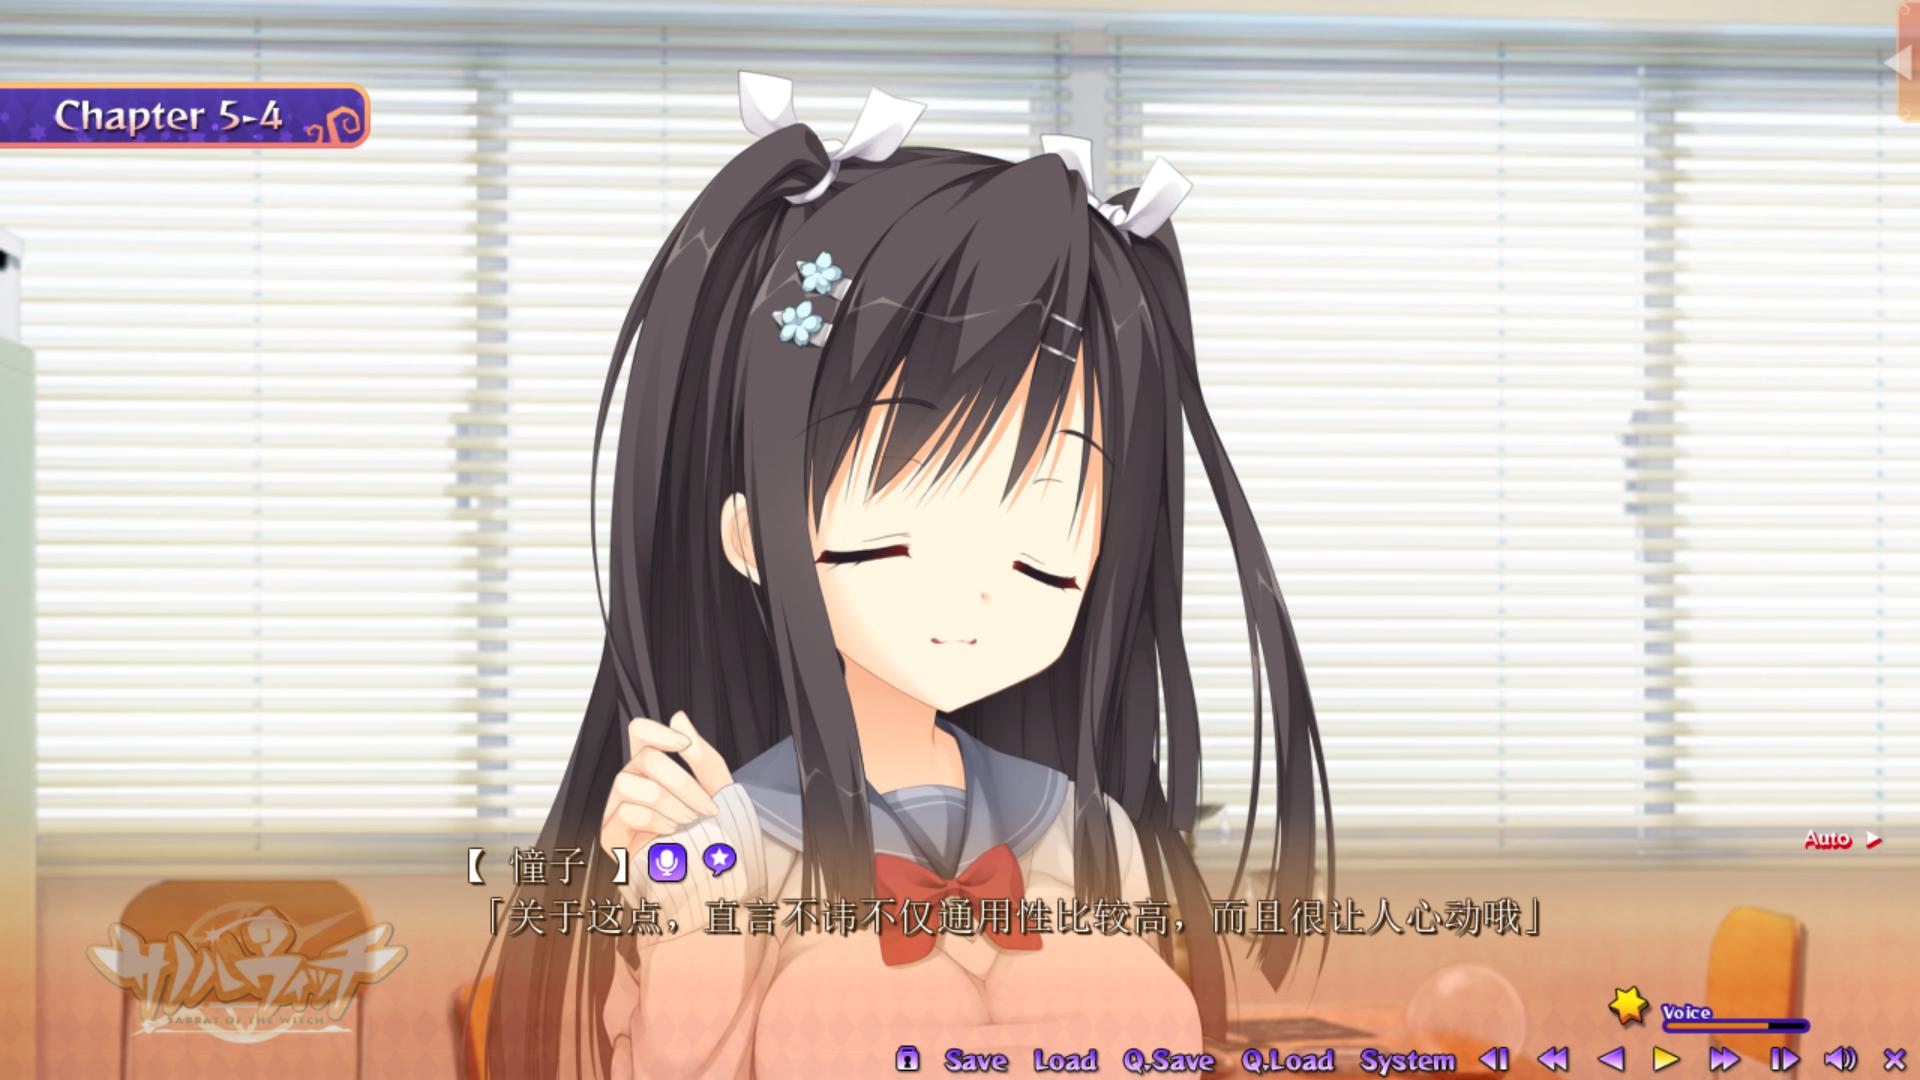 Chapter 5-4
Auto
【 憧子 】
「关于这点，直言不讳不仅通用性比较高，而且很让人心动哦」
サノバウィッチ
SABBAT OF THE WITCH
Voice
Save Load Q.Save Q.Load System